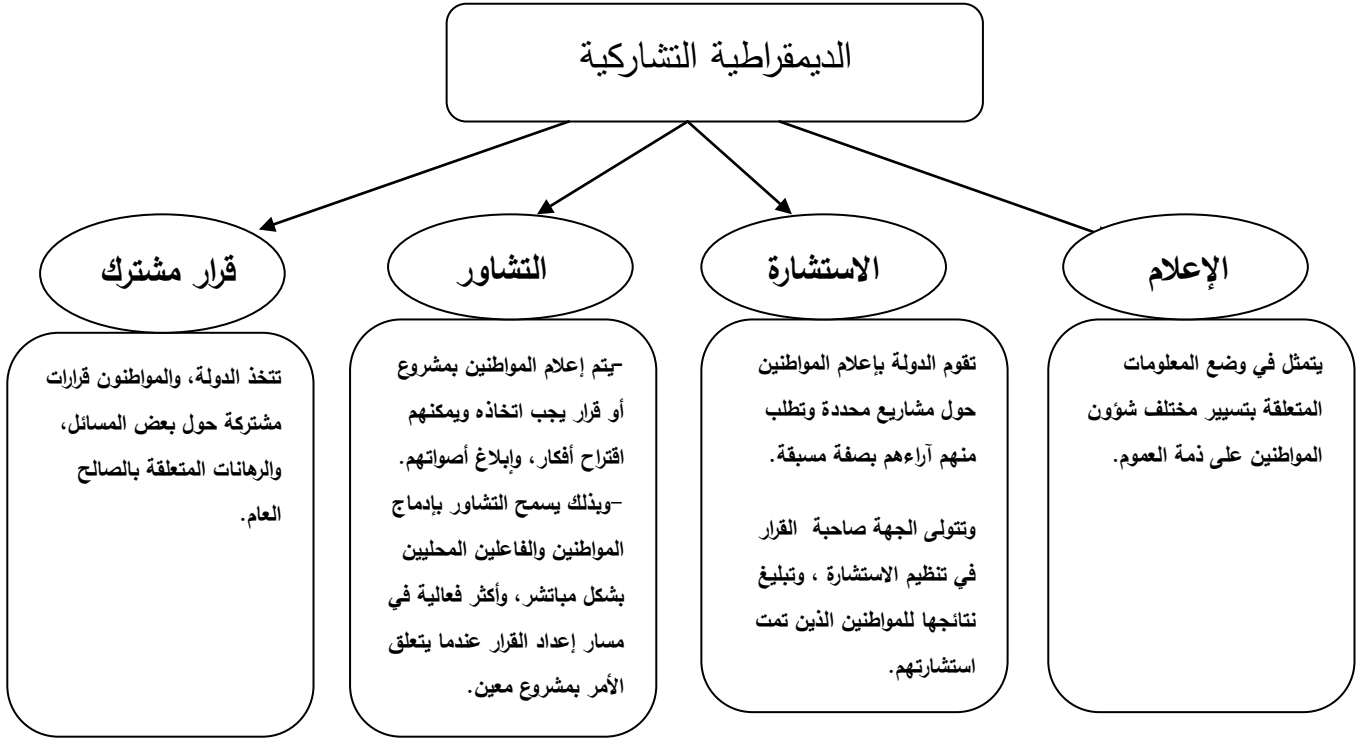 الديمقراطية التشاركية
الإعلام
يتمثل في وضع المعلومات
المتعلقة بتسيير مختلف شؤون
المواطنين على ذمة العموم.
الاستشارة
تقوم الدولة بإعلام المواطنين
حول مشاريع محددة وتطلب
منهم آراءهم بصفة مسبقة.
وتتولى الجهة صاحبة القرار
في تنظيم الاستشارة ، وتبليغ
نتائجها للمواطنين الذين تمت
استشارتهم.
التشاور
-يتم إعلام المواطنين بمشروع
أو قرار يجب اتخاذه ويمكنهم
اقتراح أفكار، وإبلاغ أصواتهم.
-وبذلك يسمح التشاور بإدماج
المواطنين والفاعلين المحليين
بشكل مباتشر، وأكثر فعالية في
مسار إعداد القرار عندما يتعلق
الأمر بمشروع معين.
قرار مشترك
تتخذ الدولة، والمواطنون قرارات
مشتركة حول بعض المسائل،
والرهانات المتعلقة بالصالح
العام.